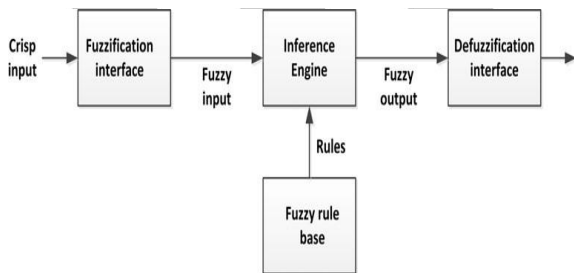 Crisp
input
Fuzzification
interface
Fuzzy
input
Inference
Engine
Fuzzy
output
Defuzzification
interface
Rules
Fuzzy rule
base